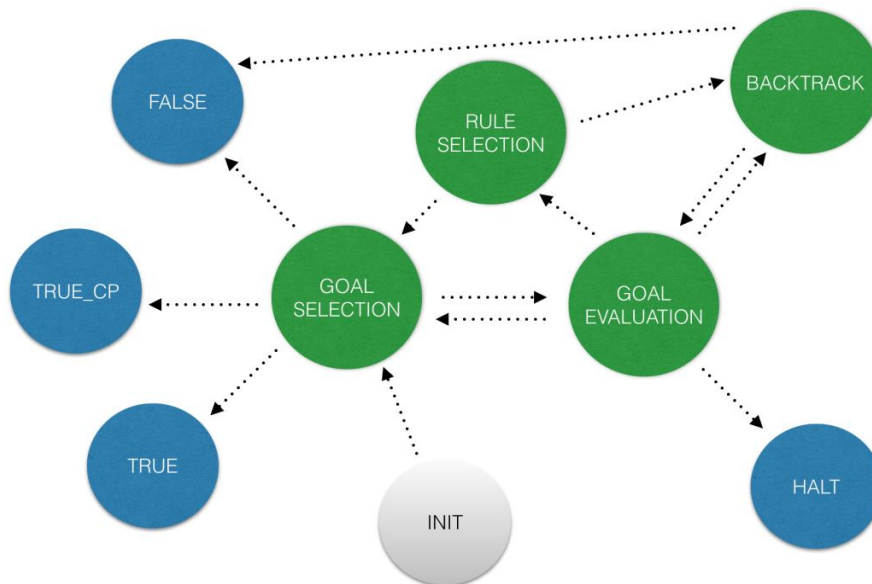 BACKTRACK
FALSE
RULE
SELECTION
TRUE_CP
GOAL
SELECTION
GOAL
EVALUATION
TRUE
HALT
INIT